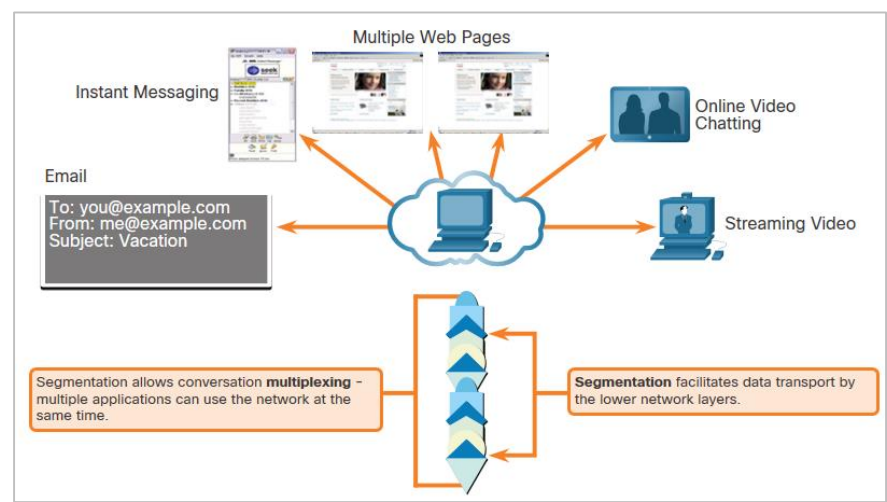 Multiple Web Pages
Instant Messaging
seek
Online Video
Chatting
Email
To: you@example.com
From: me@example.com
Subject: Vacation
Streaming Video
Segmentation allows conversation multiplexing -
multiple applications can use the network at the
same time.
Segmentation facilitates data transport by
the lower network layers.